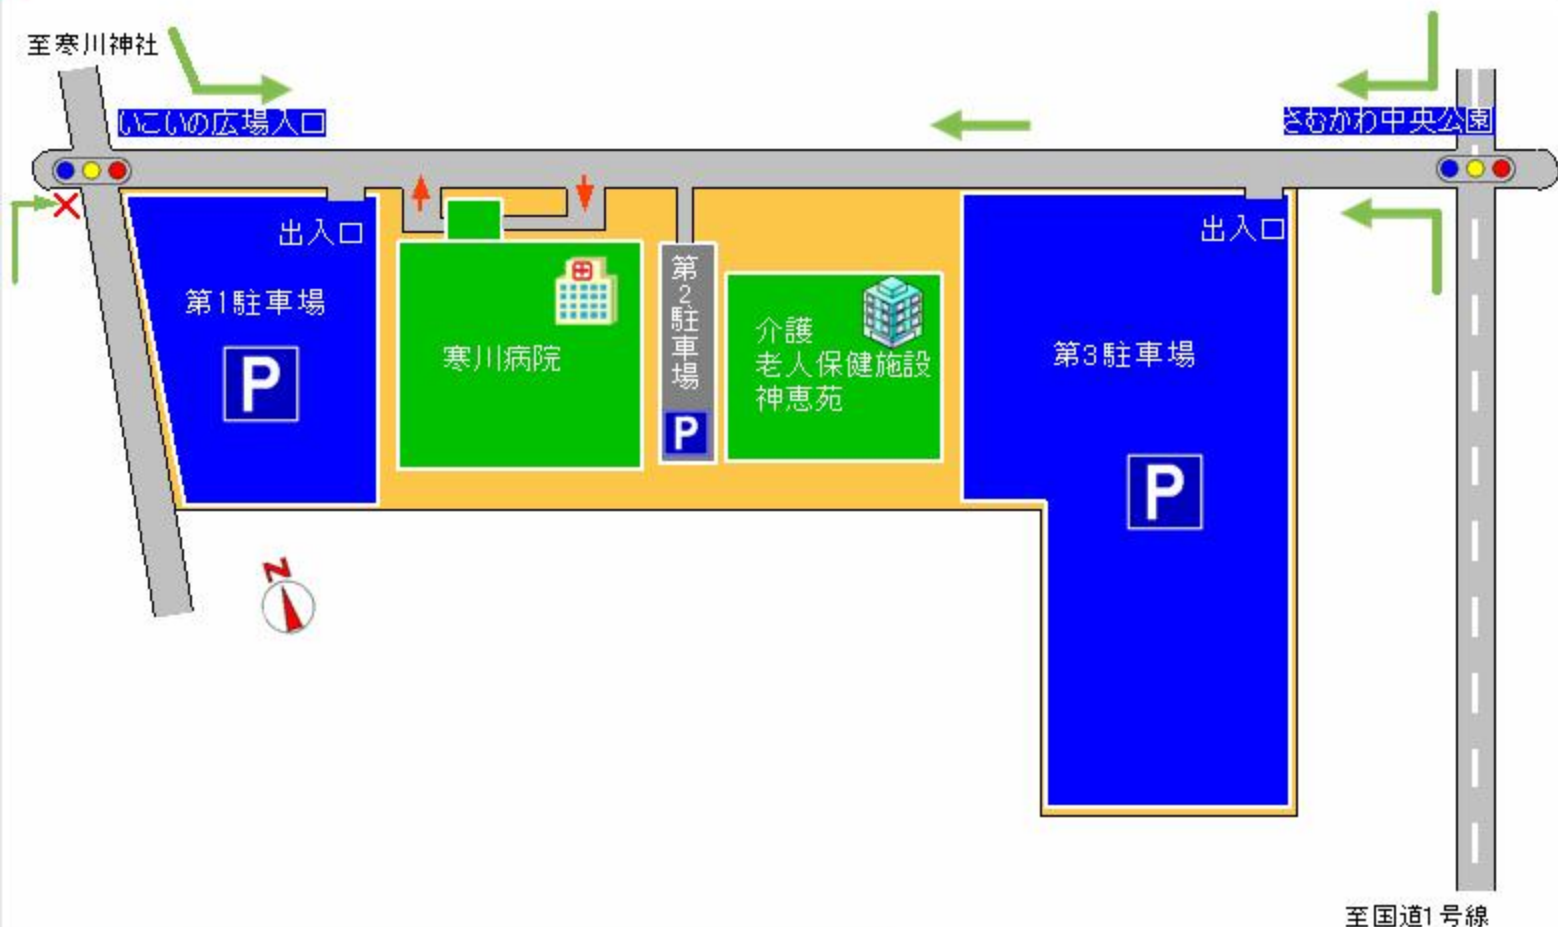 至寒川神社
いこいの広場入口
さむかわ中央公園
出入口
出入口
第1駐車場
P
寒川病院
第2駐車場
P
介護
老人保健施設
神恵苑
第3駐車場
P
N
至国道1号線